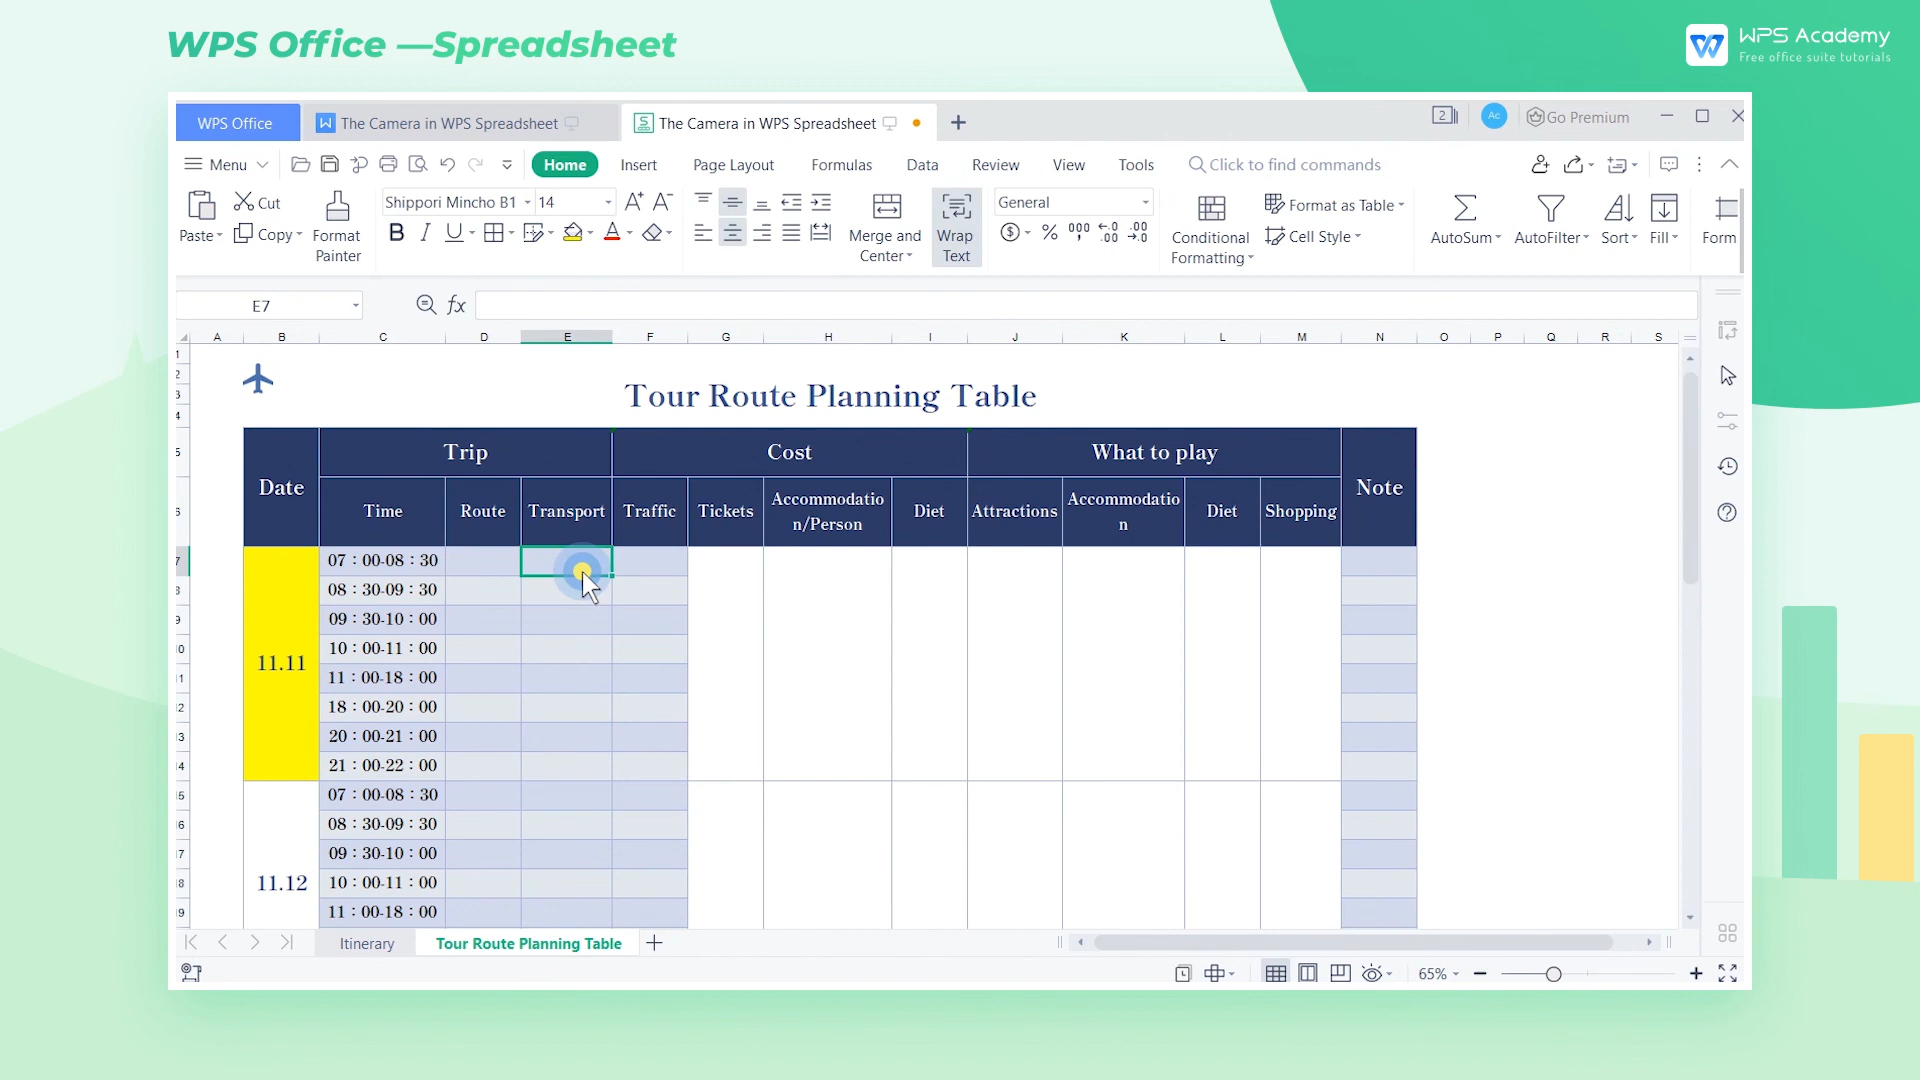 WPS Office —Spreadsheet
WPS Academy
Free office suite tutorials
WPS Office
The Camera in WPS Spreadsheet
The Camera in WPS Spreadsheet
2
Ac
Go Premium
Menu
Home
Insert
Page Layout
Formulas
Data
Review
View
Tools
Click to find commands
Paste
Cut
Copy
Format Painter
Shippori Mincho B1
14
Merge and Center
Wrap Text
General
Conditional Formatting
Format as Table
Cell Style
AutoSum
AutoFilter
Sort
Fill
Form
E7
fx
A B C D E F G H I J K L M N O P Q R S
Tour Route Planning Table
Date
Trip
Cost
What to play
Note
Time
Route
Transport
Traffic
Tickets
Accommodatio
n/Person
Diet
Attractions
Accommodatio
n
Diet
Shopping
11.11
07：00-08：30
08：30-09：30
09：30-10：00
10：00-11：00
11：00-18：00
18：00-20：00
20：00-21：00
21：00-22：00
11.12
07：00-08：30
08：30-09：30
09：30-10：00
10：00-11：00
11：00-18：00
Itinerary
Tour Route Planning Table
65%